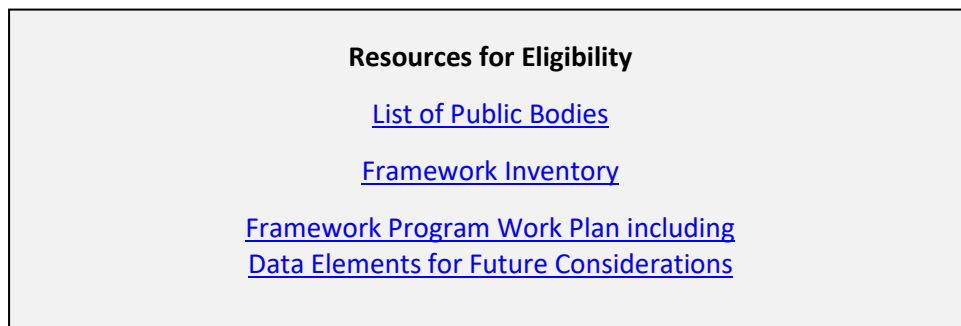 Resources for Eligibility
List of Public Bodies
Framework Inventory
Framework Program Work Plan including
Data Elements for Future Considerations